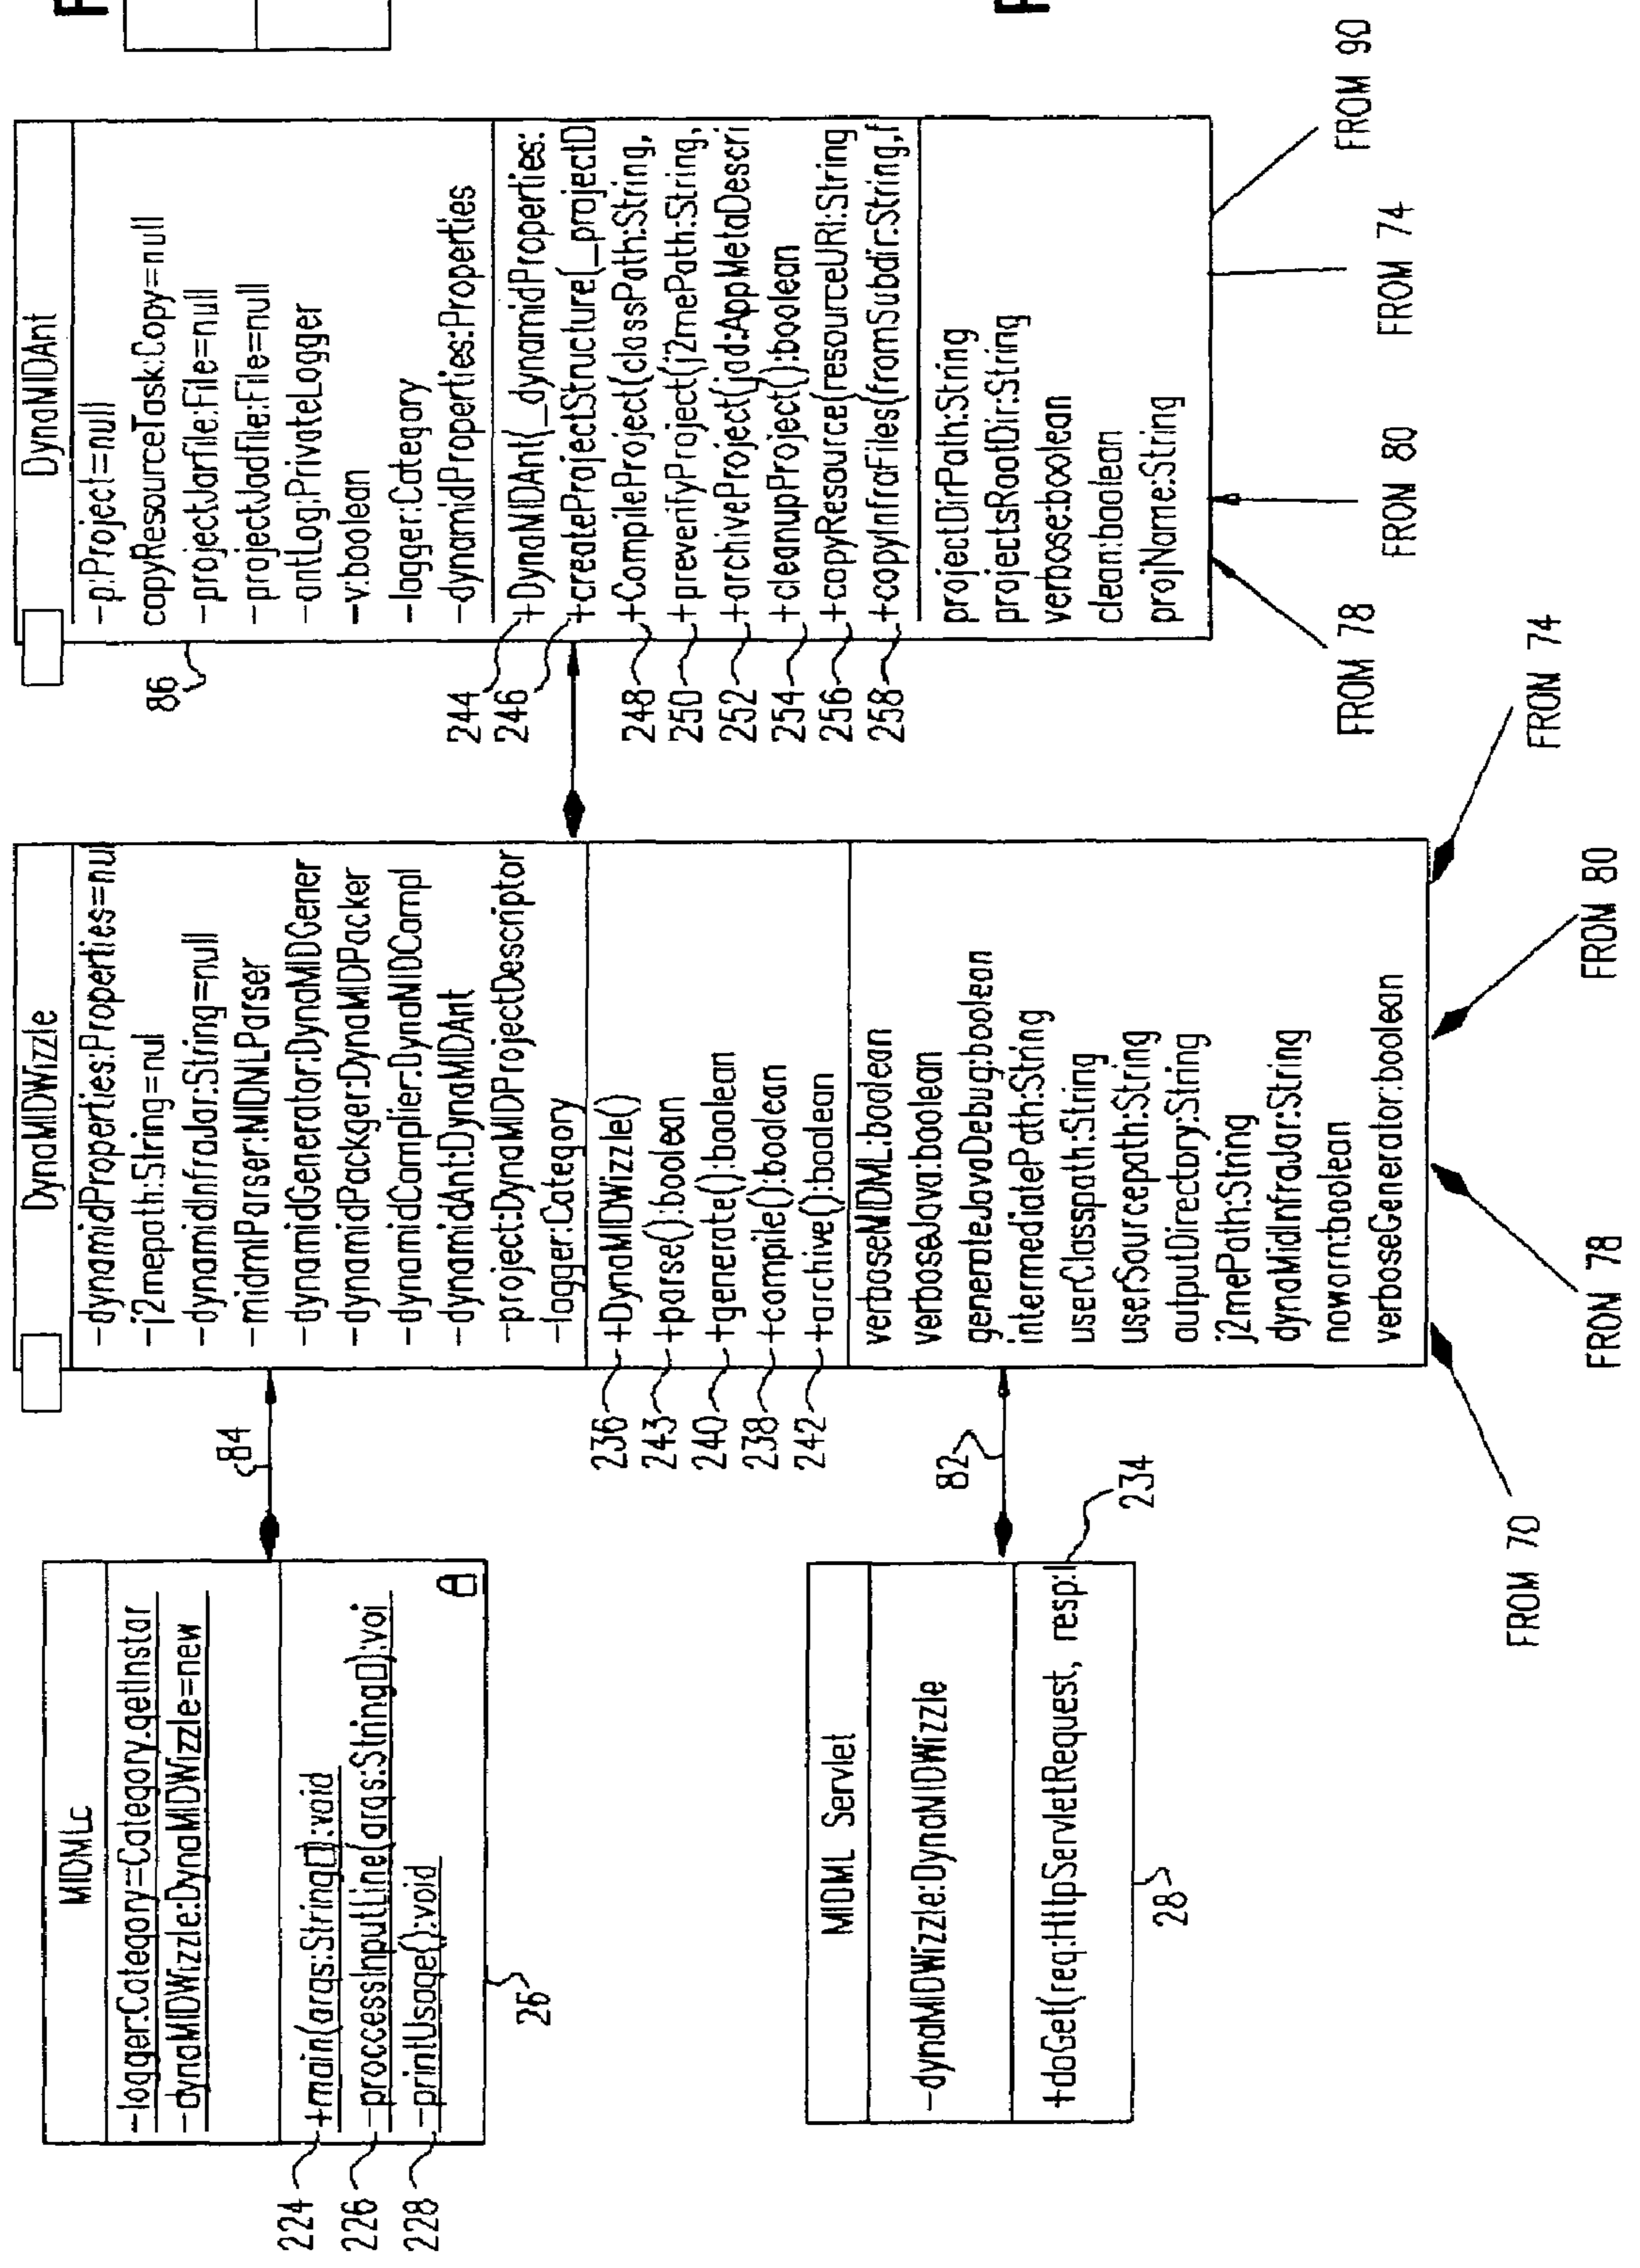 MIDMLc
-logger:Category=Category.getInstar
-dynaMIDWizzle:DynaMIDWizzle=new
224 +main(args:String[]):void
226 -proccessInputLine(args:String[]):voi
228 -printUsage():void
26
84
MIDML Servlet
-dynaMIDWizzle:DynaNIDWizzle
+doGet(req:HttpServletRequest, resp:I
234
28
82
DynaMIDWizzle
-dynamidProperties:Properties=nul
-j2mepath:String=nul
-dynamidInfraJar:String=null
-midmlParser:MIDMLParser
-dynamidGenerator:DynaMIDGener
-dynamidPackger:DynaMIDPacker
-dynamidComplier:DynaMIDCompl
-dynamidAnt:DynaMIDAnt
-project:DynaMIDProjectDescriptor
-logger:Category
236 +DynaMIDWizzle()
243 +parse():boolean
240 +generate():boolean
238 +compile():boolean
242 +archive():boolean
verboseMIDML:boolean
verboseJava:boolean
generateJavaDebug:boolean
intermediatePath:String
userClasspath:String
userSourcepath:String
outputDirectory:String
j2mePath:String
dynaMidInfraJar:String
nowarn:boolean
verboseGenerator:boolean
FROM 70
FRON 78
FROM 80
FRON 74
DynaMIDAnt
-p:Project=null
copyResourceTask:Copy=null
-projectJarfile:File=null
-projectJadfile:File=null
-antLog:PrivateLogger
-v:boolean
-logger:Category
-dynamidProperties:Properties
86
244 +DynaMIDAnt(_dynamidProperties:
246 +createProjectStructure(_projectDi
248 +CompileProject(classPath:String,
250 +preverifyProject(j2mePath:String,
252 +archiveProject(jad:AppMetaDescri
254 +cleanupProject():boolean
256 +copyResource(resourceURI:String
258 +copyInfraFiles(fromSubdir:String,f
projectDirPath:String
projectsRootDir:String
verbose:boolean
clean:boolean
projName:String
FROM 78
FROM 80
FROM 74
FROM 90